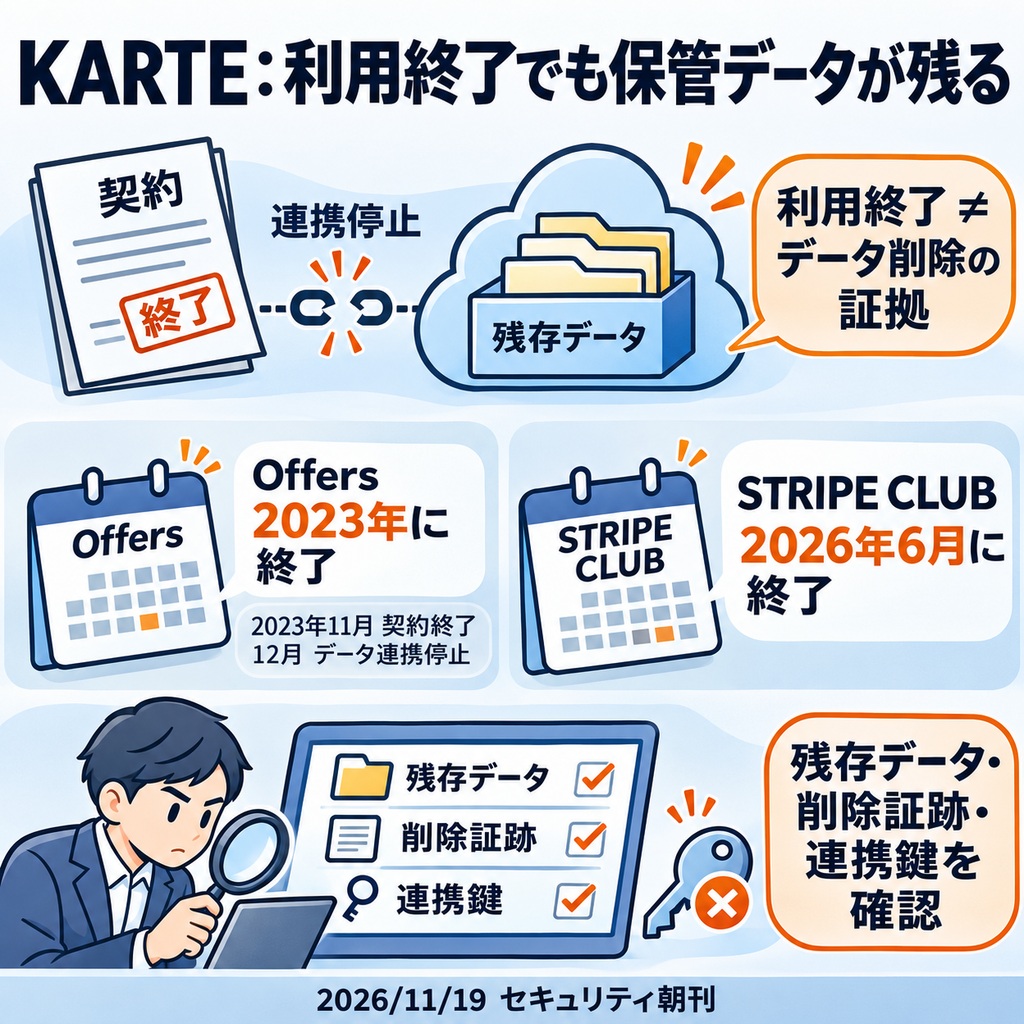 KARTE：利用終了でも保管データが残る
契約
終了
連携停止
残存データ
利用終了 ≠
データ削除の
証拠
Offers
Offers
2023年に
終了
2023年11月 契約終了
12月 データ連携停止
STRIPE
CLUB
STRIPE CLUB
2026年6月に
終了
残存データ
削除証跡
連携鍵
残存データ・
削除証跡・
連携鍵を
確認
2026/11/19 セキュリティ朝刊